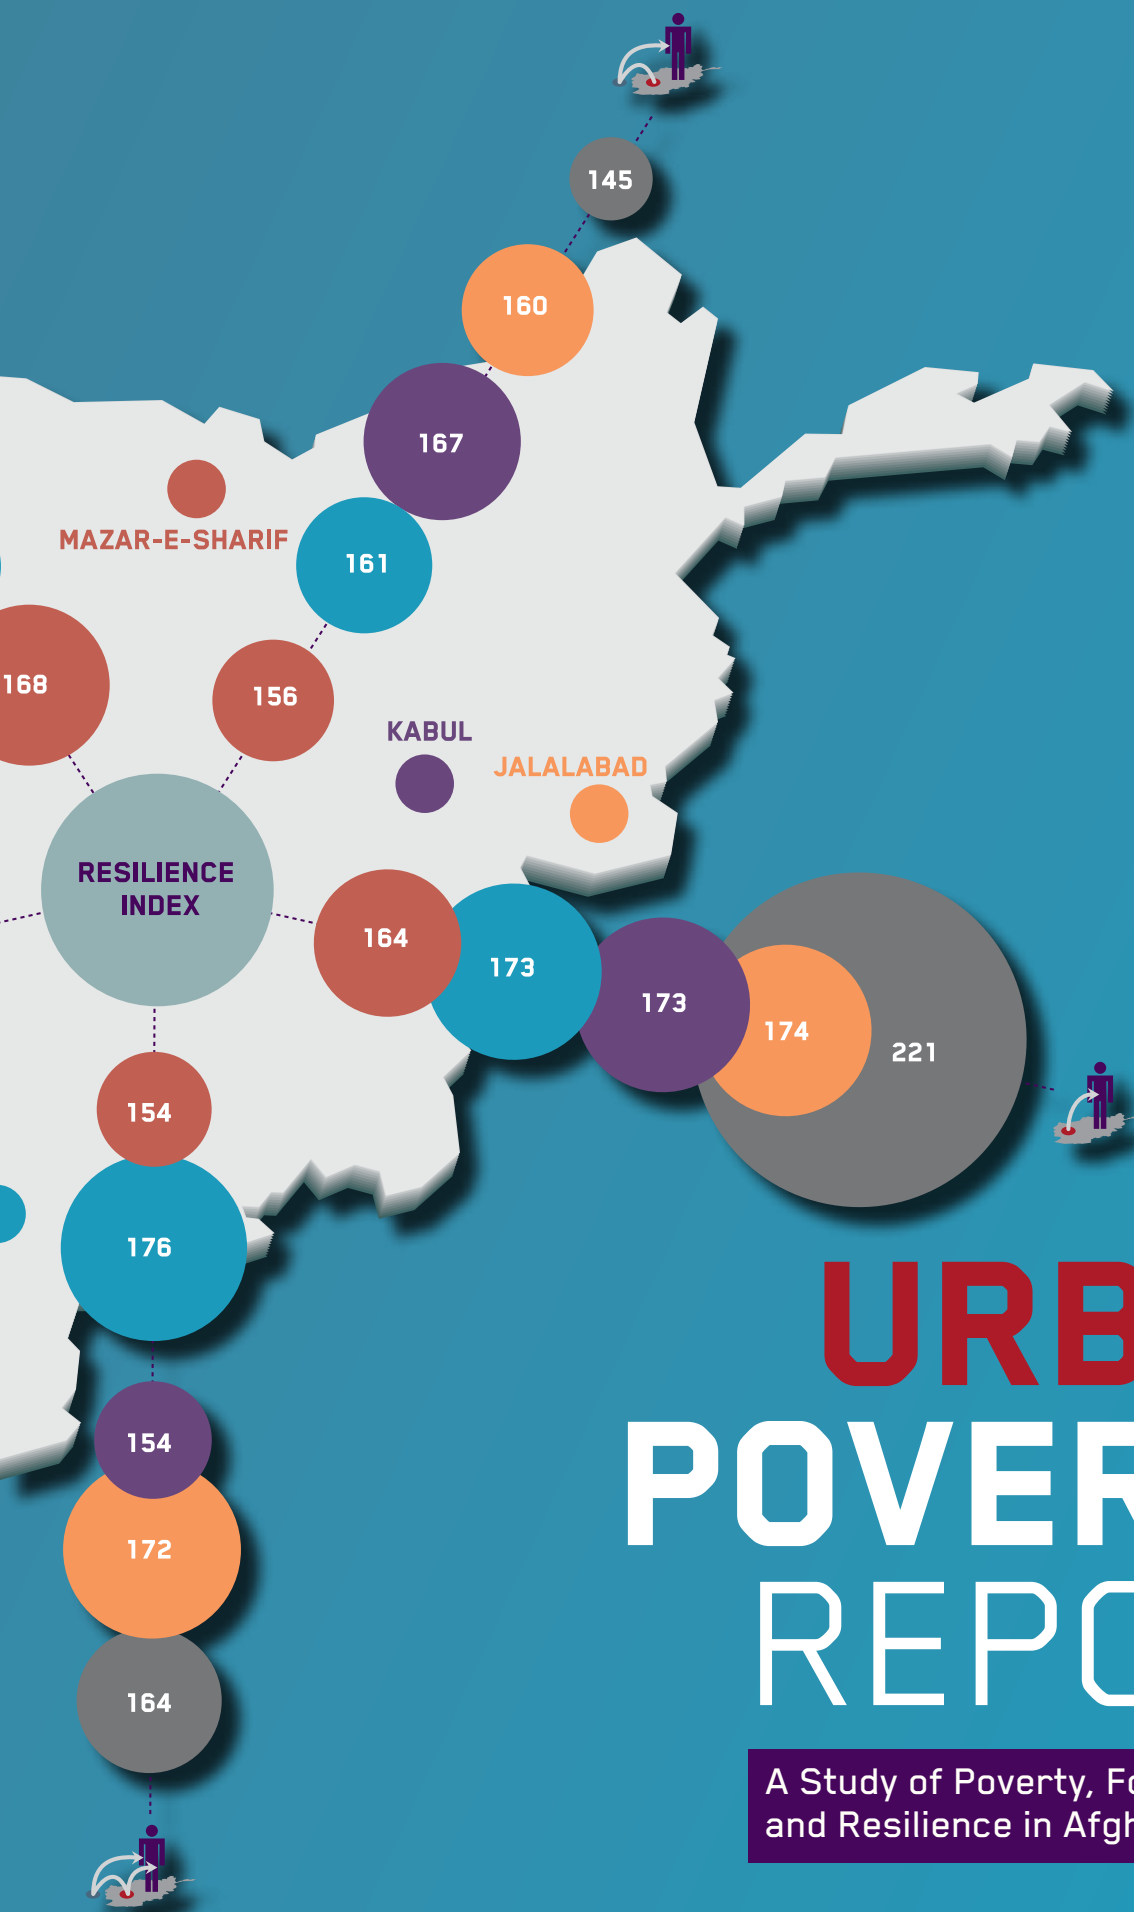 145
160
167
MAZAR-E-SHARIF
161
168
156
KABUL
JALALABAD
RESILIENCE
INDEX
164
173
173
174
221
154
176
154
172
164
URB
POVER
REPO
A Study of Poverty, Fo
and Resilience in Afgh